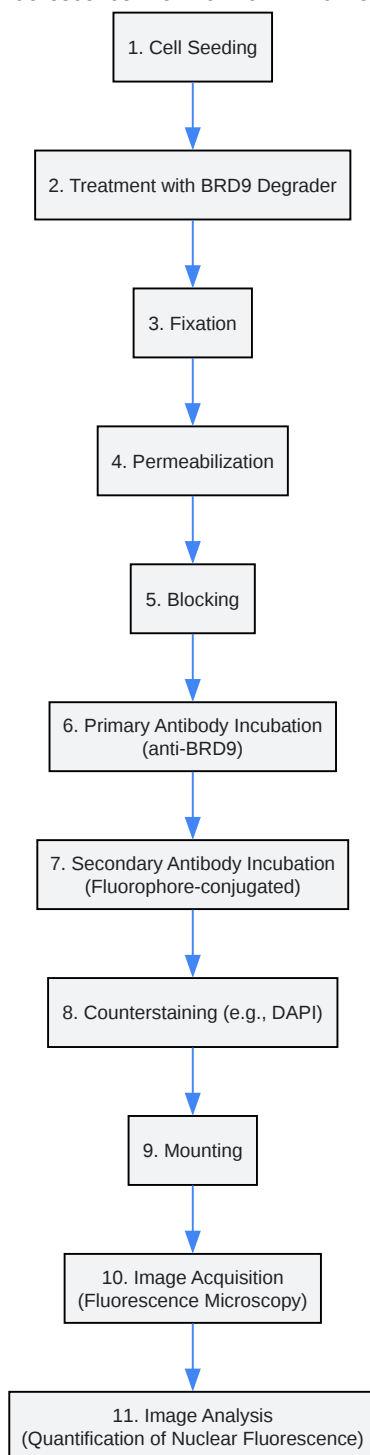 1. Cell Seeding
2. Treatment with BRD9 Degrader
3. Fixation
4. Permeabilization
5. Blocking
6. Primary Antibody Incubation
(anti-BRD9)
7. Secondary Antibody Incubation
(Fluorophore-conjugated)
8. Counterstaining (e.g., DAPI)
9. Mounting
10. Image Acquisition
(Fluorescence Microscopy)
11. Image Analysis
(Quantification of Nuclear Fluorescence)